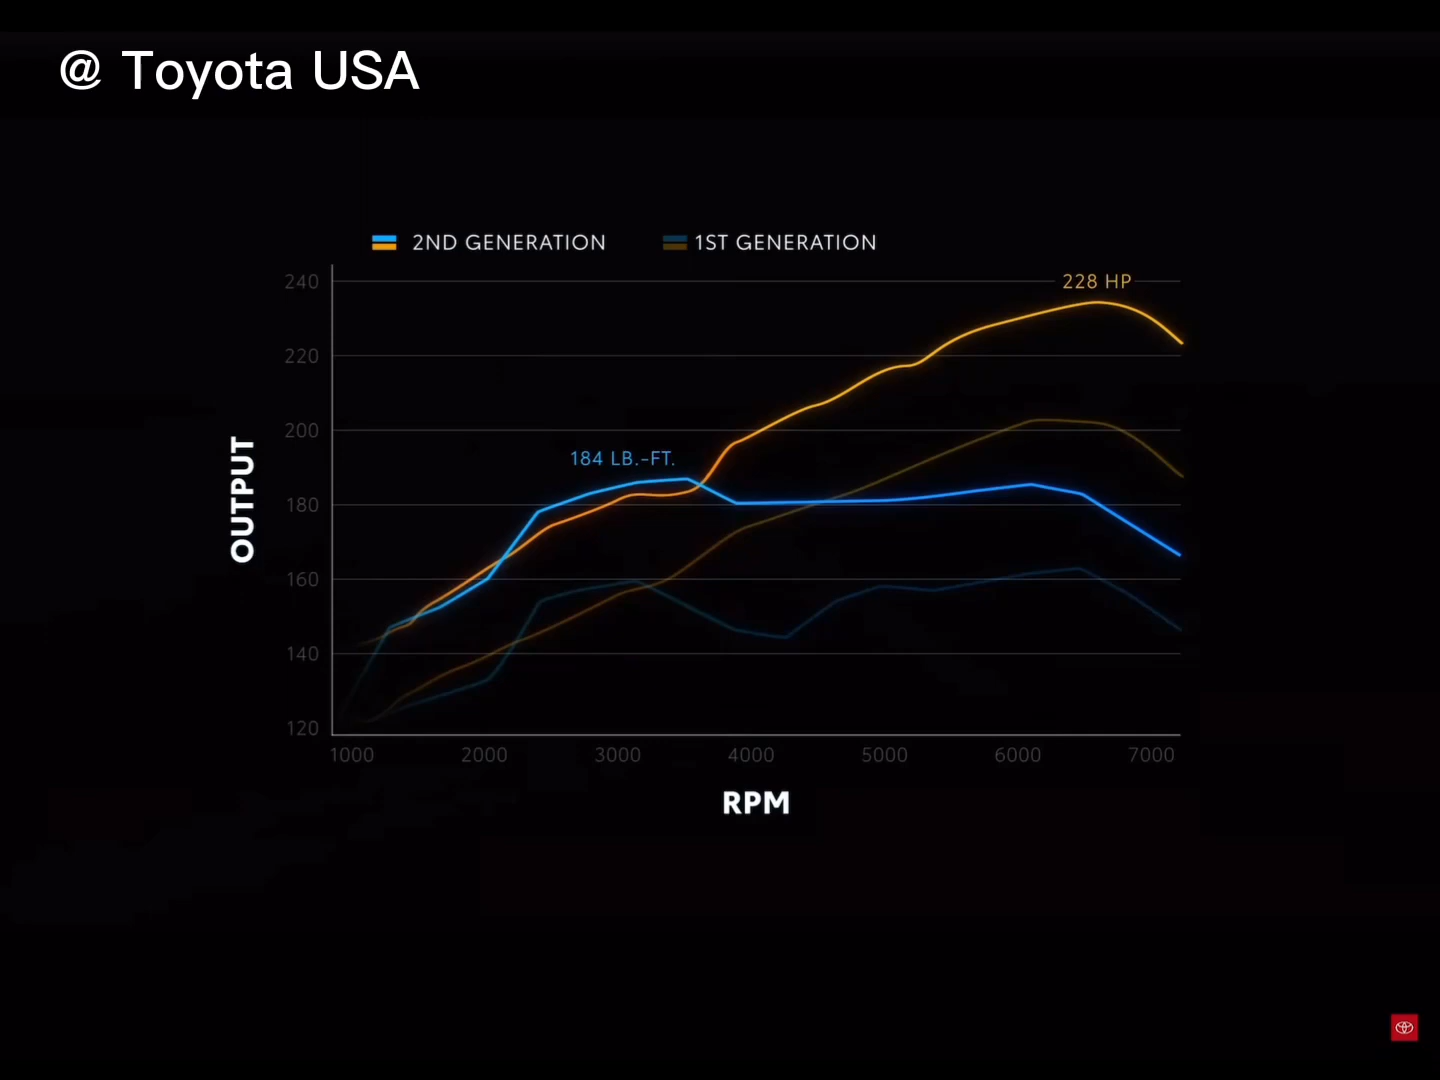 @ Toyota USA
2ND GENERATION
1ST GENERATION
240
228 HP
220
200
184 LB.-FT.
180
160
140
120
OUTPUT
1000 2000 3000 4000 5000 6000 7000
RPM